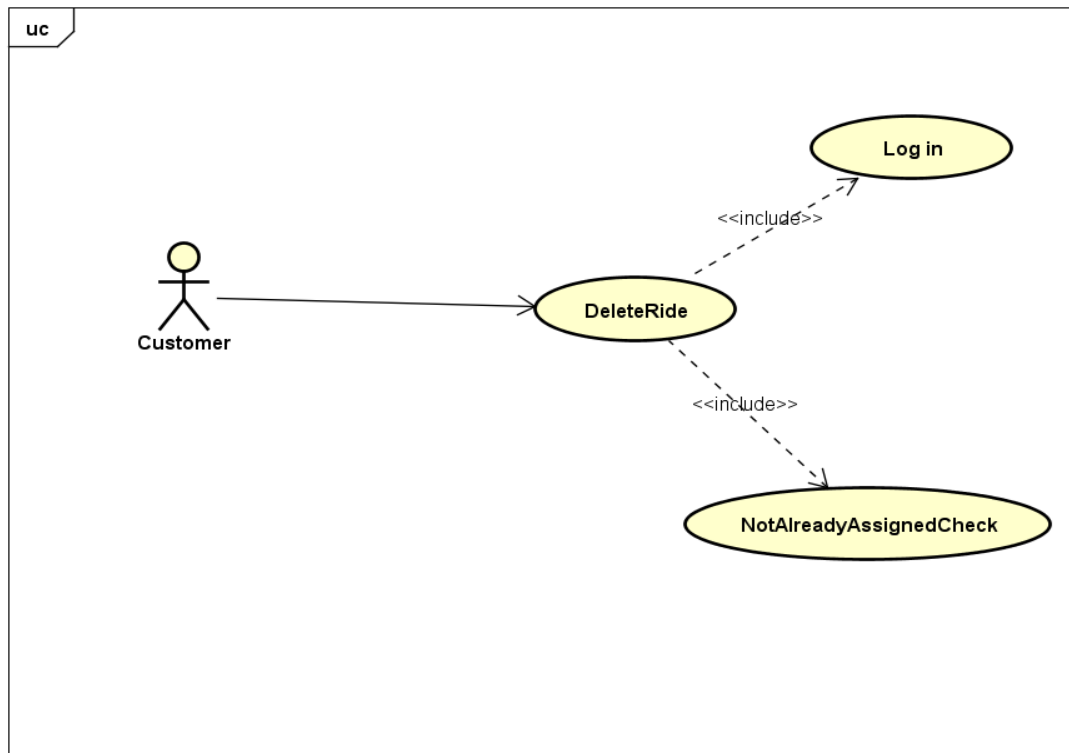 uc
Log in
<<include>>
DeleteRide
Customer
<<include>>
NotAlreadyAssignedCheck